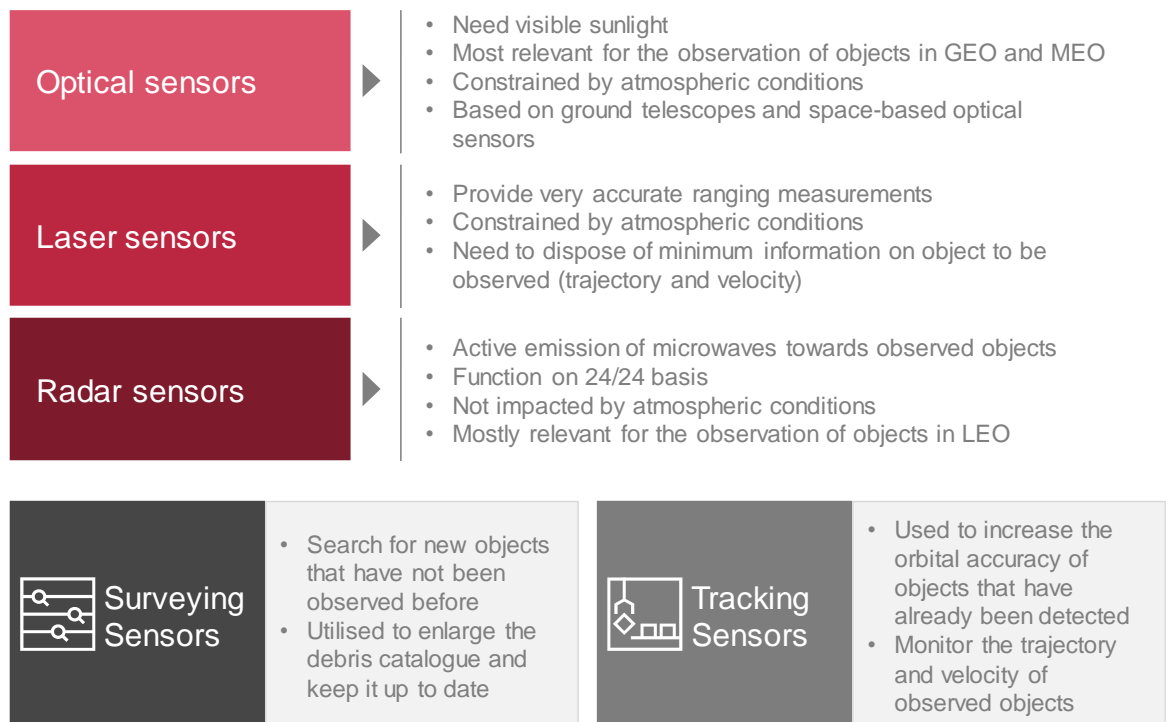 Optical sensors
• Need visible sunlight
• Most relevant for the observation of objects in GEO and MEO
• Constrained by atmospheric conditions
• Based on ground telescopes and space-based optical
sensors
Laser sensors
• Provide very accurate ranging measurements
• Constrained by atmospheric conditions
• Need to dispose of minimum information on object to be
observed (trajectory and velocity)
Radar sensors
• Active emission of microwaves towards observed objects
• Function on 24/24 basis
• Not impacted by atmospheric conditions
• Mostly relevant for the observation of objects in LEO
Surveying
Sensors
• Search for new objects
that have not been
observed before
• Utilised to enlarge the
debris catalogue and
keep it up to date
Tracking
Sensors
• Used to increase the
orbital accuracy of
objects that have
already been detected
• Monitor the trajectory
and velocity of
observed objects